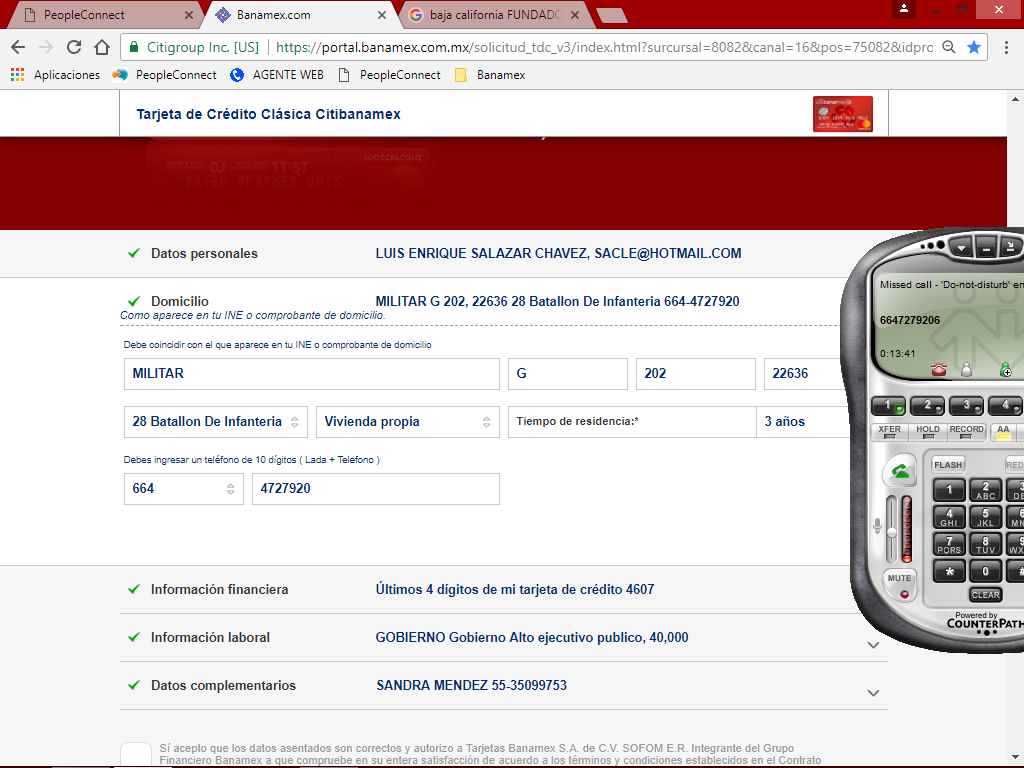 PeopleConnect
Banamex.com
baja california FUNDADO
Citigroup Inc. [US] https://portal.banamex.com.mx/solicitud_tdc_v3/index.html?surcursal=8082&canal=16&pos=75082&idpro
Aplicaciones PeopleConnect AGENTE WEB PeopleConnect Banamex
Tarjeta de Crédito Clásica Citibanamex
Datos personales LUIS ENRIQUE SALAZAR CHAVEZ, SACLE@HOTMAIL.COM
Domicilio MILITAR G 202, 22636 28 Batallon De Infanteria 664-4727920
Como aparece en tu INE o comprobante de domicilio.
Debe coincidir con el que aparece en tu INE o comprobante de domicilio
MILITAR G 202 22636
28 Batallon De Infanteria Vivienda propia Tiempo de residencia:* 3 años
Debes ingresar un teléfono de 10 dígitos ( Lada + Telefono )
664 4727920
Información financiera Últimos 4 dígitos de mi tarjeta de crédito 4607
Información laboral GOBIERNO Gobierno Alto ejecutivo publico, 40,000
Datos complementarios SANDRA MENDEZ 55-35099753
Sí acepto que los datos asentados son correctos y autorizo a Tarjetas Banamex S.A. de C.V. SOFOM E.R. Integrante del Grupo
Financiero Banamex a que compruebe en su entera satisfacción de acuerdo a los términos y condiciones establecidos en el Contrato
Missed call - 'Do-not-disturb' en
6647279206
0:13:41
1 2 3 4
XFER HOLD RECORD AA
FLASH RED
1 2 ABC 3 DE
4 GHI 5 JKL 6 MN
7 PQRS 8 TUV 9 WX
* 0 #
MUTE CLEAR
Powered by
COUNTERPATH